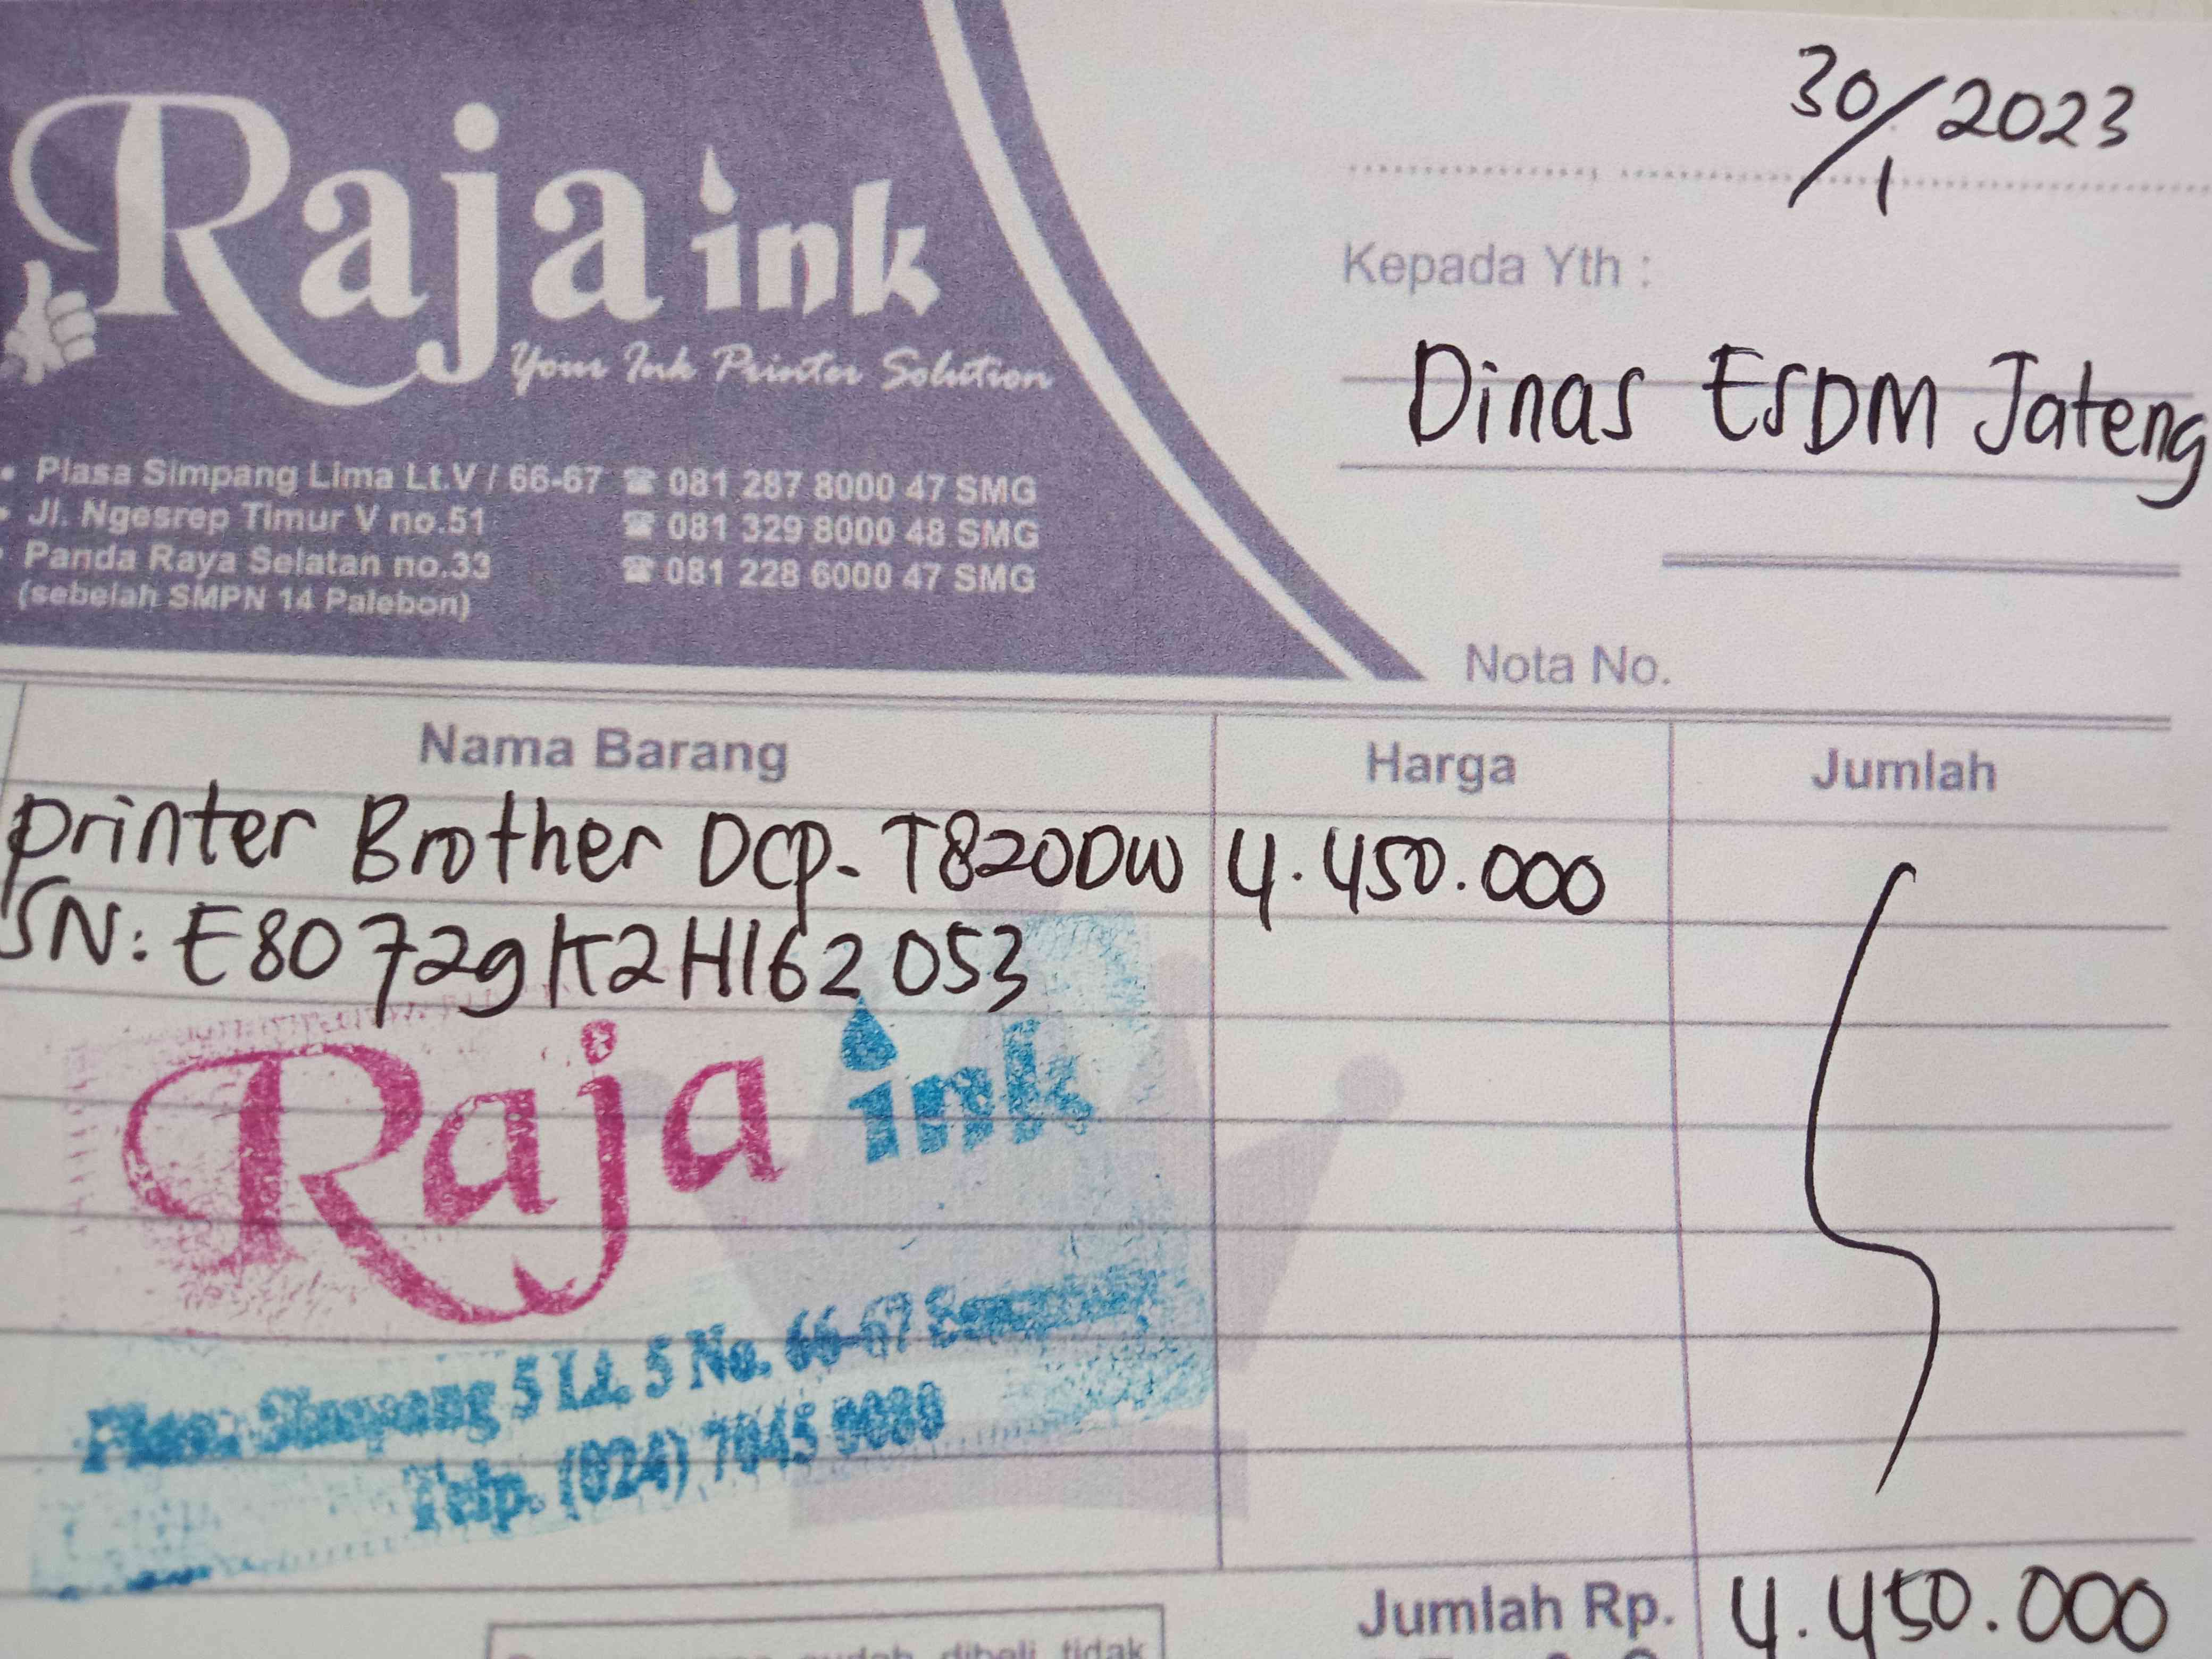 Raja ink
Your Ink Printer Solution
• Plasa Simpang Lima Lt.V / 66-67 ☎ 081 287 8000 47 SMG
• Jl. Ngesrep Timur V no.51 ☎ 081 329 8000 48 SMG
• Panda Raya Selatan no.33 ☎ 081 228 6000 47 SMG
(sebelah SMPN 14 Palebon)
30/1 2023
Kepada Yth :
Dinas ESDM Jateng
Nota No.
Nama Barang Harga Jumlah
Printer Brother DCP-T820DW 4.450.000
SN: E80729K2H162053
Raja ink
Plasa Simpang 5 Lt. 5 No. 66-67 Semarang
Telp. (024) 7045
Jumlah Rp. 4.450.000
sudah dibeli tidak